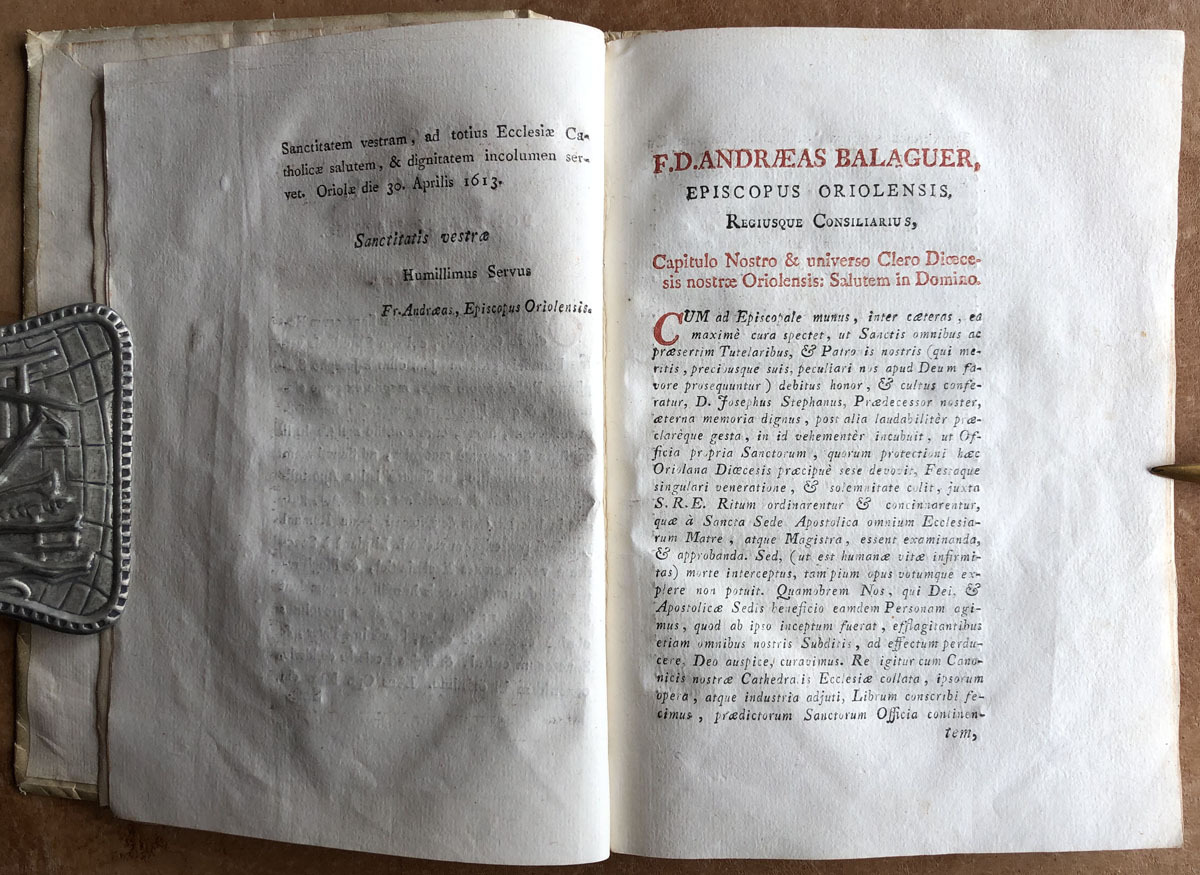 Sanctitatem vestram, ad totius Ecclesiæ Ca-
tholicæ salutem, & dignitatem incolumen ser-
vet. Oriolæ die 30. Aprilis 1613.
Sanctitatis vestræ
Humillimus Servus
Fr. Andræas, Episcopus Oriolensis.
F.D. ANDRÆAS BALAGUER,
EPISCOPUS ORIOLENSIS,
REGIUSQUE CONSILIARIUS,
Capitulo Nostro & universo Clero Diœce-
sis nostræ Oriolensis: Salutem in Domino.
CUM ad Episcopale munus, inter cæteras, ea
maximè cura spectet, ut Sanctis omnibus ac
præsertim Tutelaribus, & Patro is nostris (qui me-
ritis, precibusque suis, peculiari nos apud Deum fa-
vore prosequuntur) debitus honor, & cultus confe-
ratur, D. Josephus Stephanus, Prædecessor noster,
æterna memoria dignus, post alia laudabilitèr præ-
clarèque gesta, in id vehementèr incubuit, ut Of-
ficia propria Sanctorum, quorum protectioni hæc
Oriolana Diœcesis præcipuè sese devovit, Festaque
singulari veneratione, & solemnitate colit, juxta
S. R. E. Ritum ordinarentur & concinnarentur,
quæ à Sancta Sede Apostolica omnium Ecclesia-
rum Matre, atque Magistra, essent examinanda,
& approbanda. Sed, (ut est humanæ vitæ infirmi-
tas) morte interceptus, tam pium opus votumque ex-
plere non potuit. Quamobrem Nos, qui Dei, &
Apostolicæ Sedis beneficio eamdem Personam agi-
mus, quod ab ipso inceptum fuerat, efflagitantibus
etiam omnibus nostris Subditis, ad effectum perdu-
cere, Deo auspice, curavimus. Re igitur cum Cano-
nicis nostræ Cathedralis Ecclesiæ collata, ipsorum
opera, atque industria adjuti, Librum conscribi fe-
cimus, prædictorum Sanctorum Officia continen-
tem,